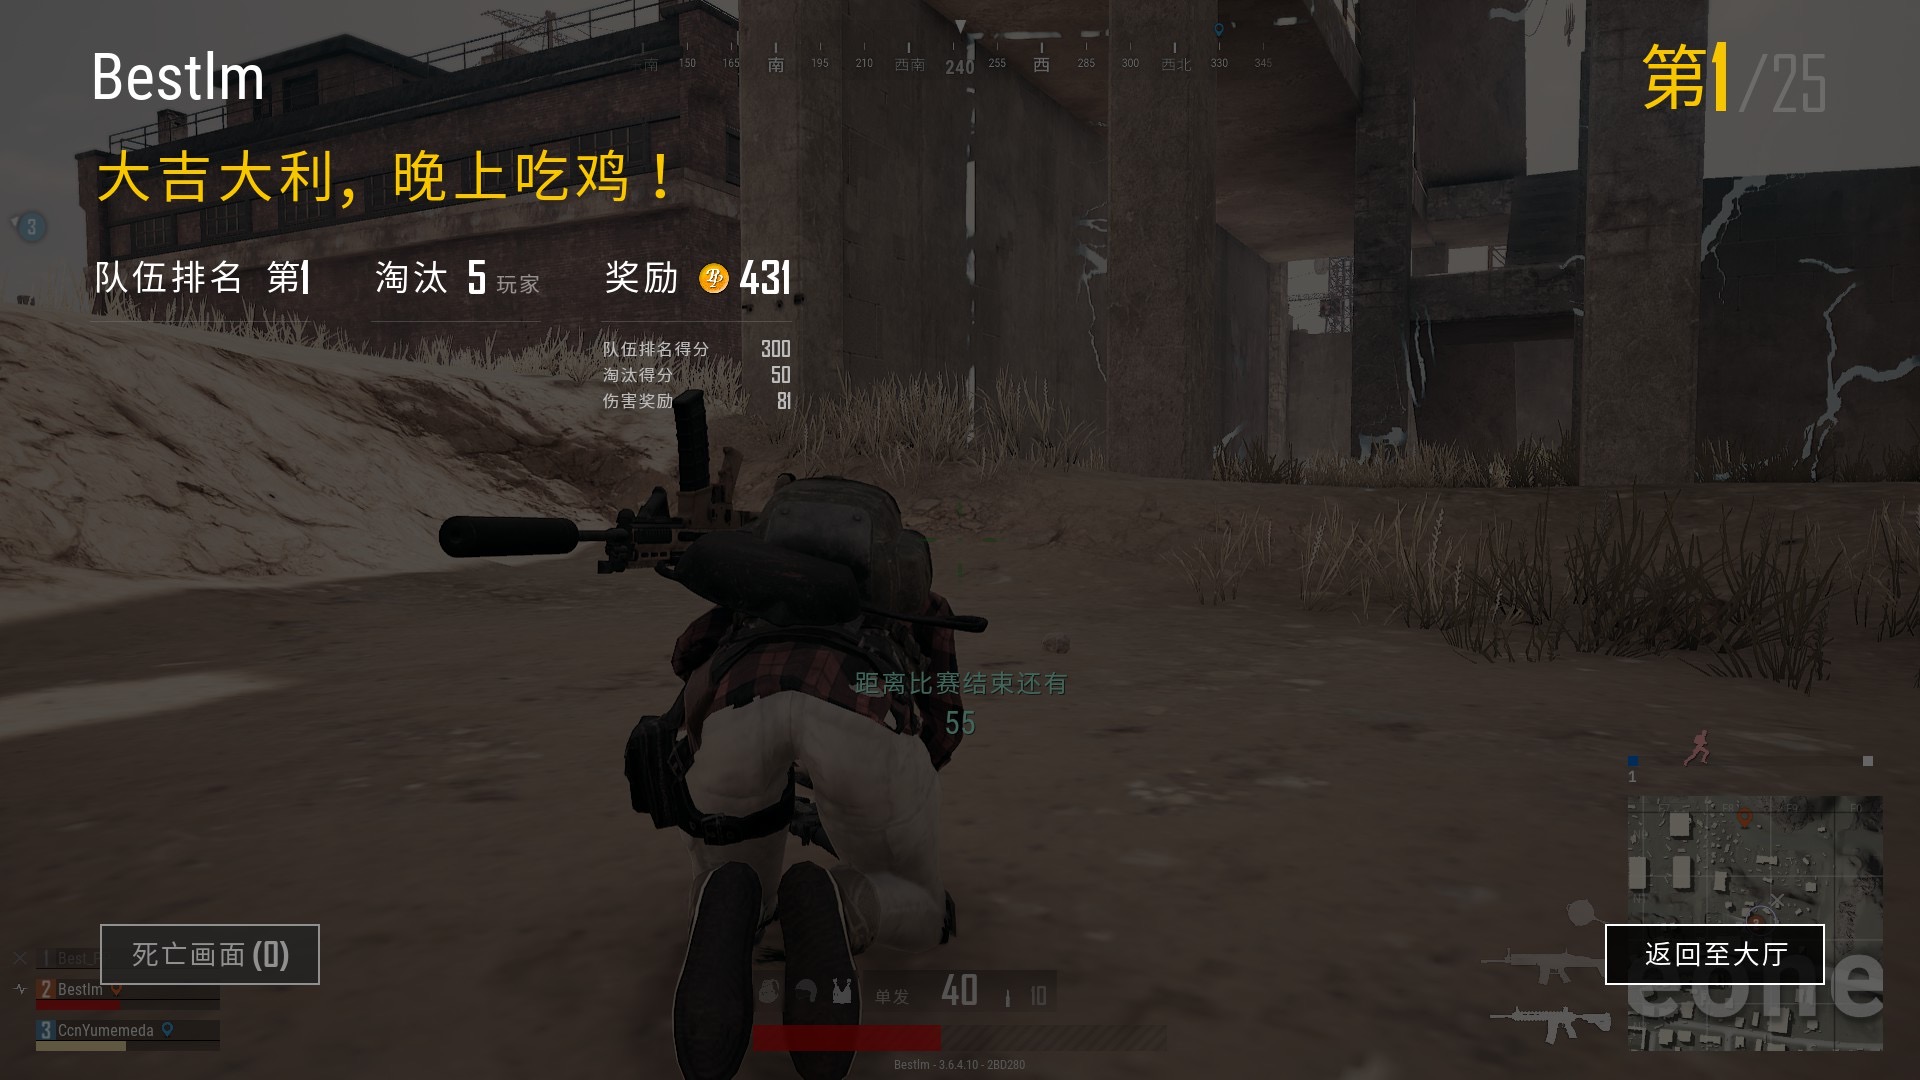 南 150 165 南 195 210 西南 240 255 西 285 300 西北 330 345
Bestlm
第1/25
大吉大利，晚上吃鸡！
3
队伍排名 第1 淘汰 5 玩家 奖励 431
队伍排名得分 300
淘汰得分 50
伤害奖励 81
距离比赛结束还有
55
1
死亡画面 (0)
返回至大厅
1
2 Bestlm
3 CcnYumememeda
单发 40 10
Bestlm - 3.6.4.10 - 2BD280